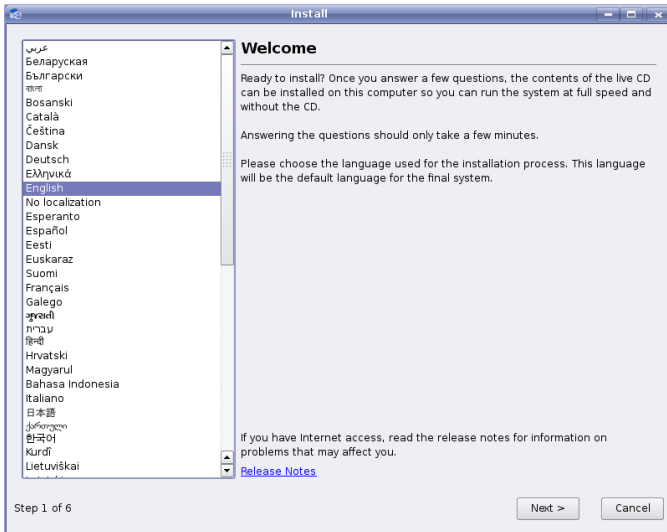 Install
عربي
Беларуская
Български
বাংলা
Bosanski
Català
Čeština
Dansk
Deutsch
Ελληνικά
English
No localization
Esperanto
Español
Eesti
Euskaraz
Suomi
Français
Galego
ગુજરાતી
עברית
हिन्दी
Hrvatski
Magyarul
Bahasa Indonesia
Italiano
日本語
ქართული
한국어
Kurdî
Lietuviškai
Welcome
Ready to install? Once you answer a few questions, the contents of the live CD
can be installed on this computer so you can run the system at full speed and
without the CD.
Answering the questions should only take a few minutes.
Please choose the language used for the installation process. This language
will be the default language for the final system.
If you have Internet access, read the release notes for information on
problems that may affect you.
Release Notes
Step 1 of 6
Next >
Cancel